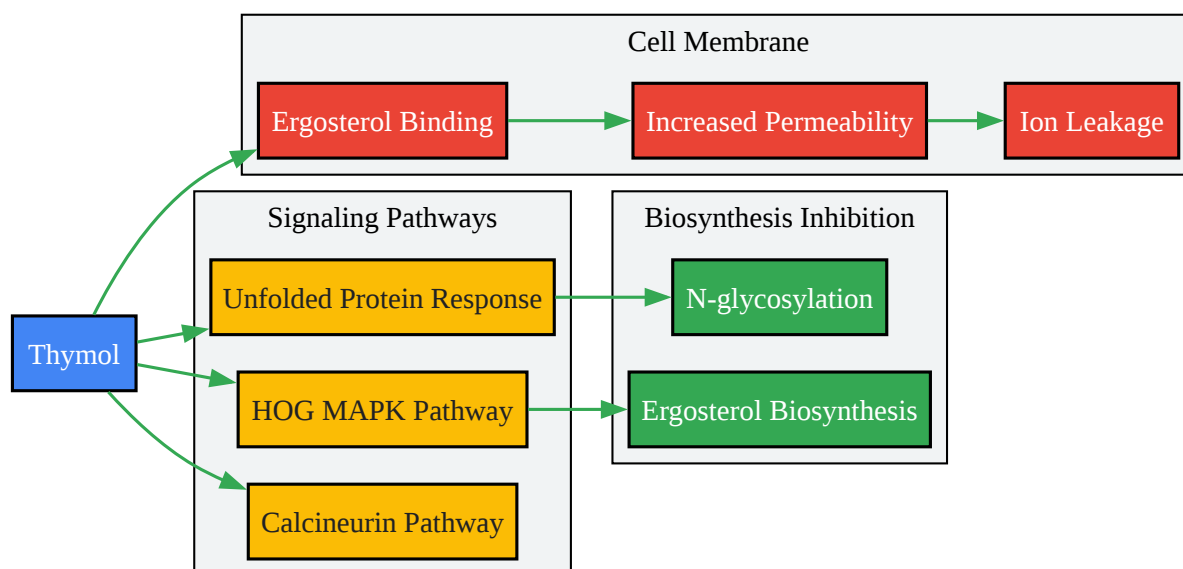 Cell Membrane
Ergosterol Binding
Increased Permeability
Ion Leakage
Signaling Pathways
Biosynthesis Inhibition
Unfolded Protein Response
N-glycosylation
Thymol
HOG MAPK Pathway
Ergosterol Biosynthesis
Calcineurin Pathway